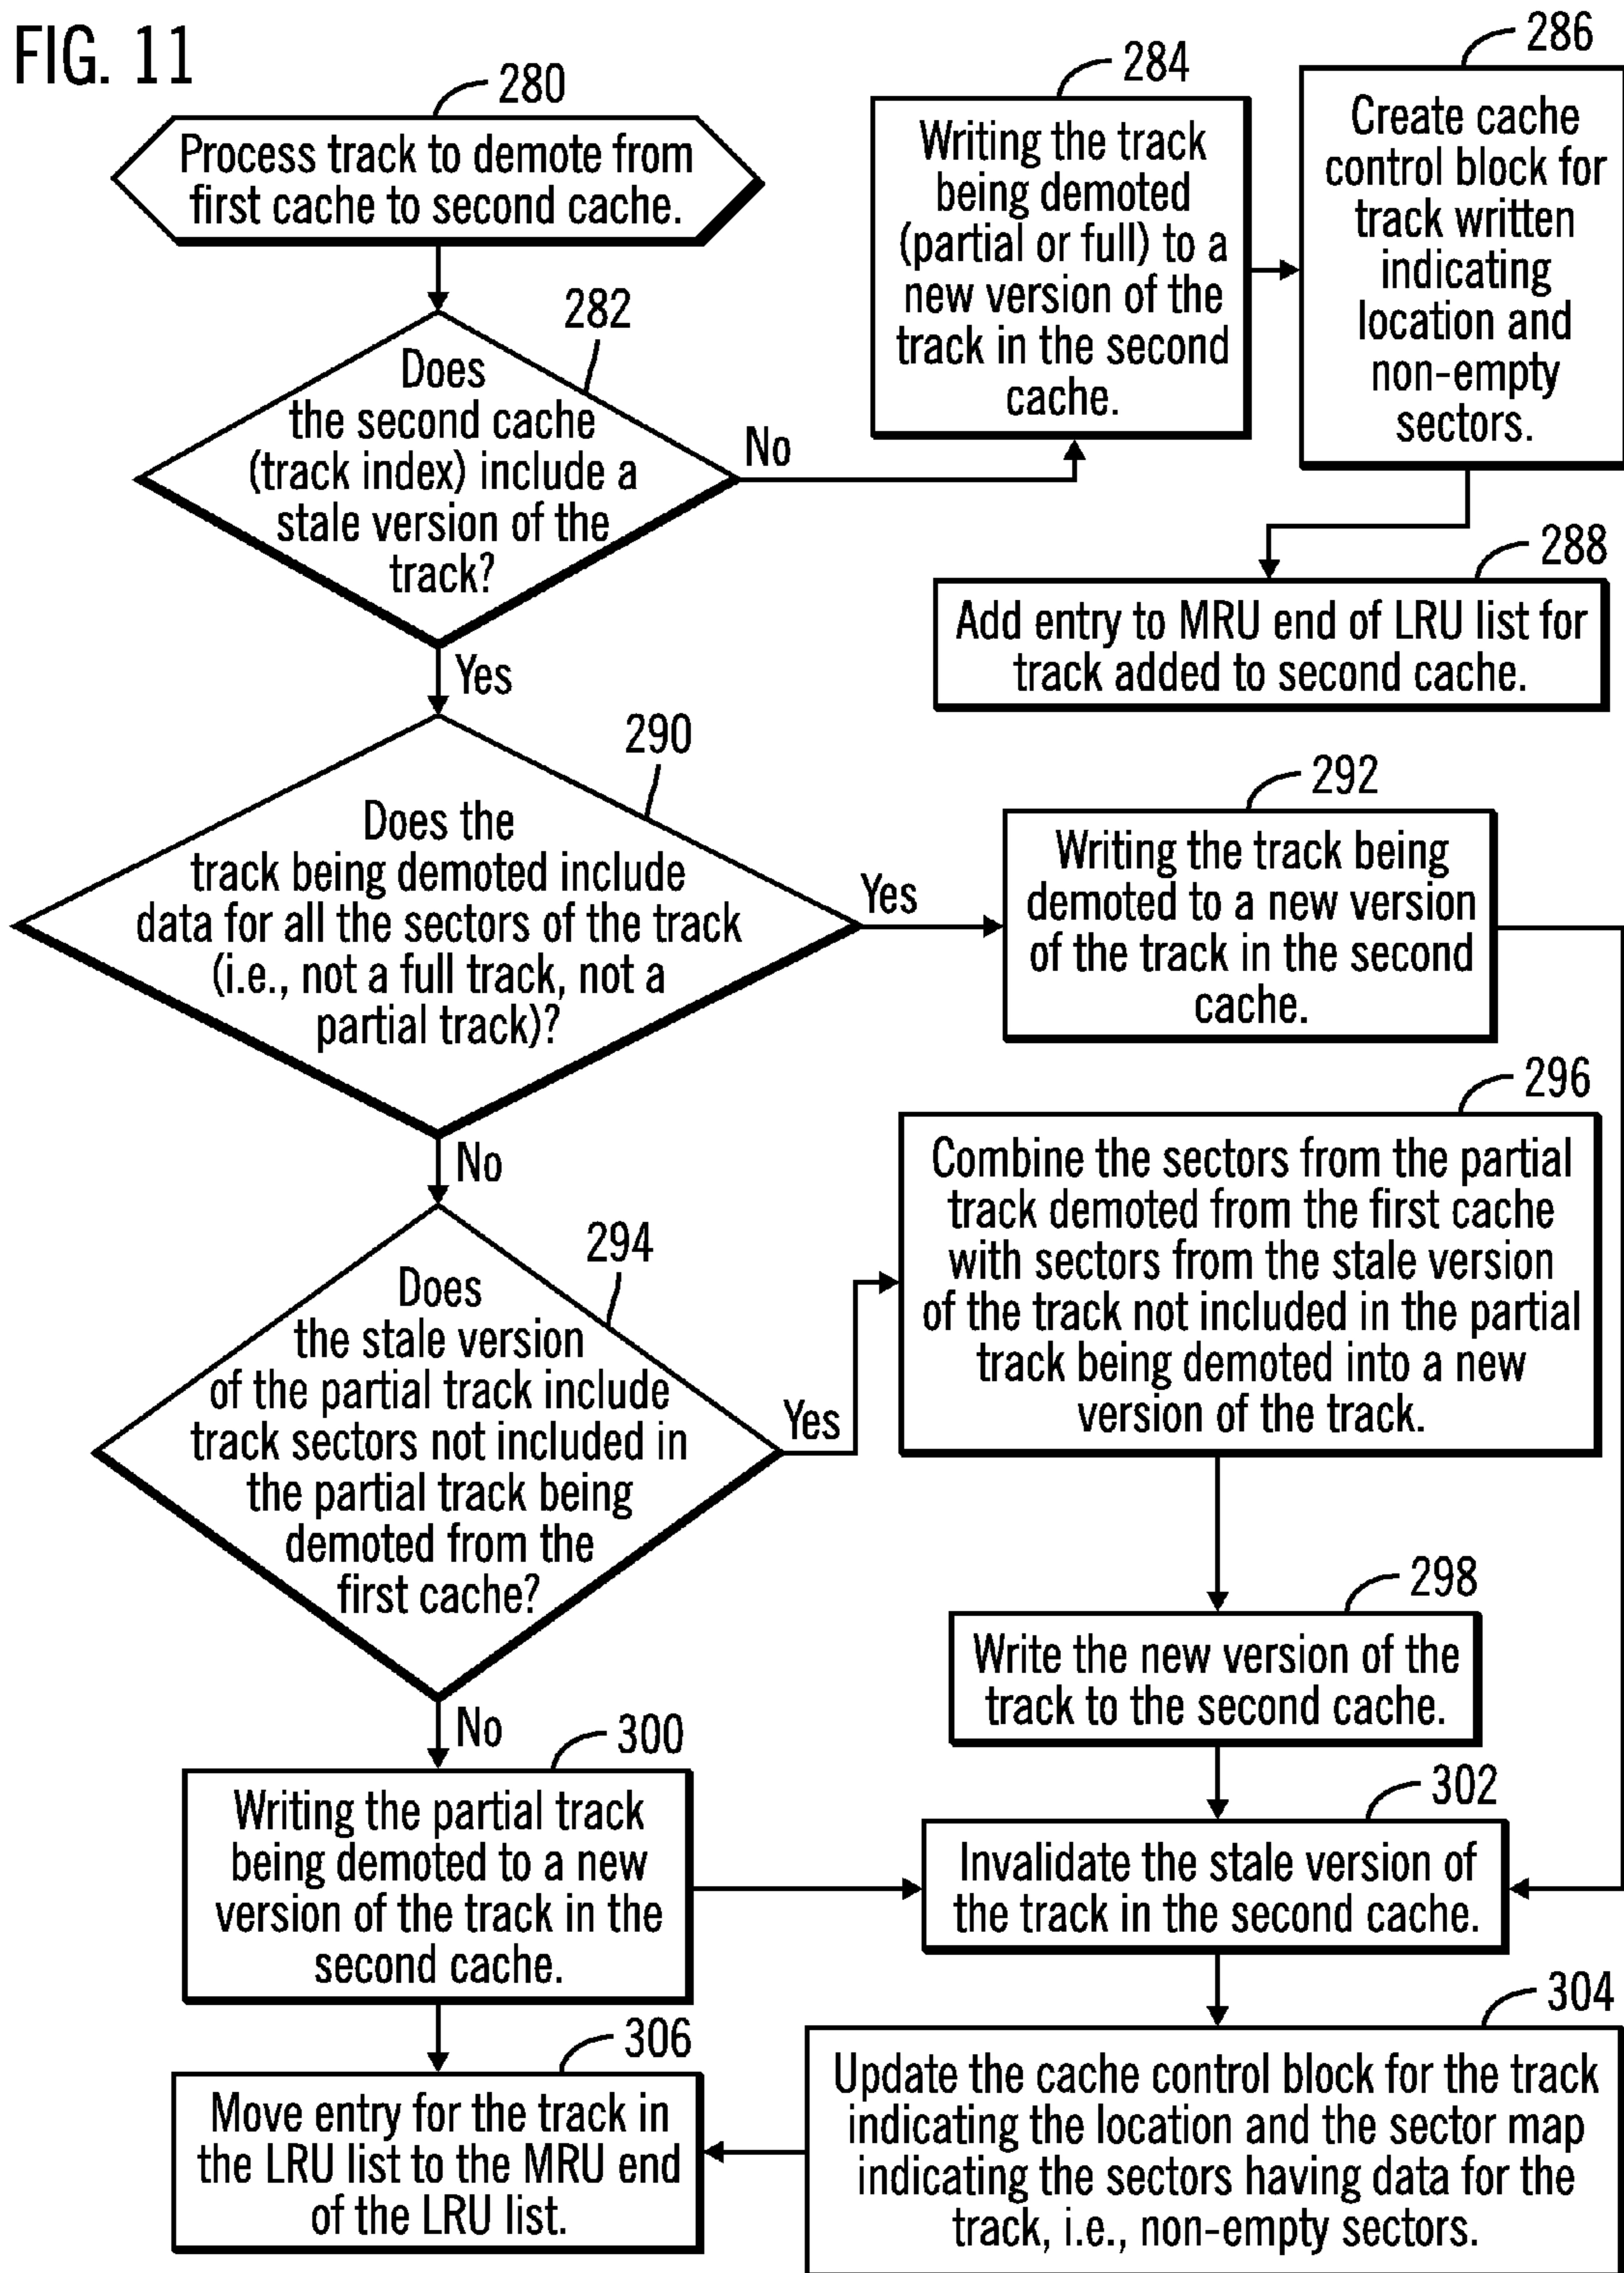 FIG. 11
280
Process track to demote from
first cache to second cache.
282
Does
the second cache
(track index) include a
stale version of the
track?
No
Yes
284
Writing the track
being demoted
(partial or full) to a
new version of the
track in the second
cache.
286
Create cache
control block for
track written
indicating
location and
non-empty
sectors.
288
Add entry to MRU end of LRU list for
track added to second cache.
290
Does the
track being demoted include
data for all the sectors of the track
(i.e., not a full track, not a
partial track)?
Yes
No
292
Writing the track being
demoted to a new version
of the track in the second
cache.
294
Does
the stale version
of the partial track include
track sectors not included in
the partial track being
demoted from the
first cache?
Yes
No
296
Combine the sectors from the partial
track demoted from the first cache
with sectors from the stale version
of the track not included in the partial
track being demoted into a new
version of the track.
298
Write the new version of the
track to the second cache.
300
Writing the partial track
being demoted to a new
version of the track in the
second cache.
302
Invalidate the stale version of
the track in the second cache.
304
Update the cache control block for the track
indicating the location and the sector map
indicating the sectors having data for the
track, i.e., non-empty sectors.
306
Move entry for the track in
the LRU list to the MRU end
of the LRU list.